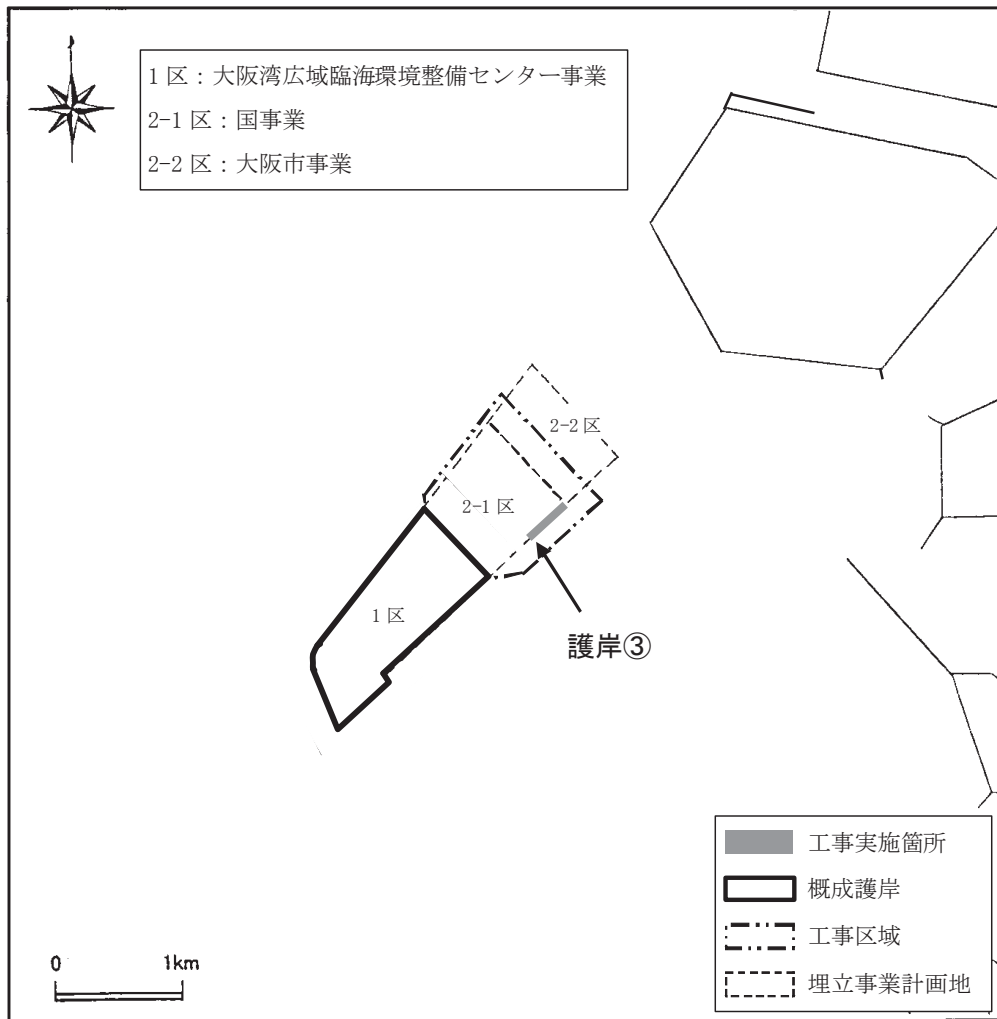 1 区：大阪湾広域臨海環境整備センター事業
2-1 区：国事業
2-2 区：大阪市事業
2-2 区
2-1 区
1 区
護岸③
工事実施箇所
概成護岸
工事区域
埋立事業計画地
0 1km